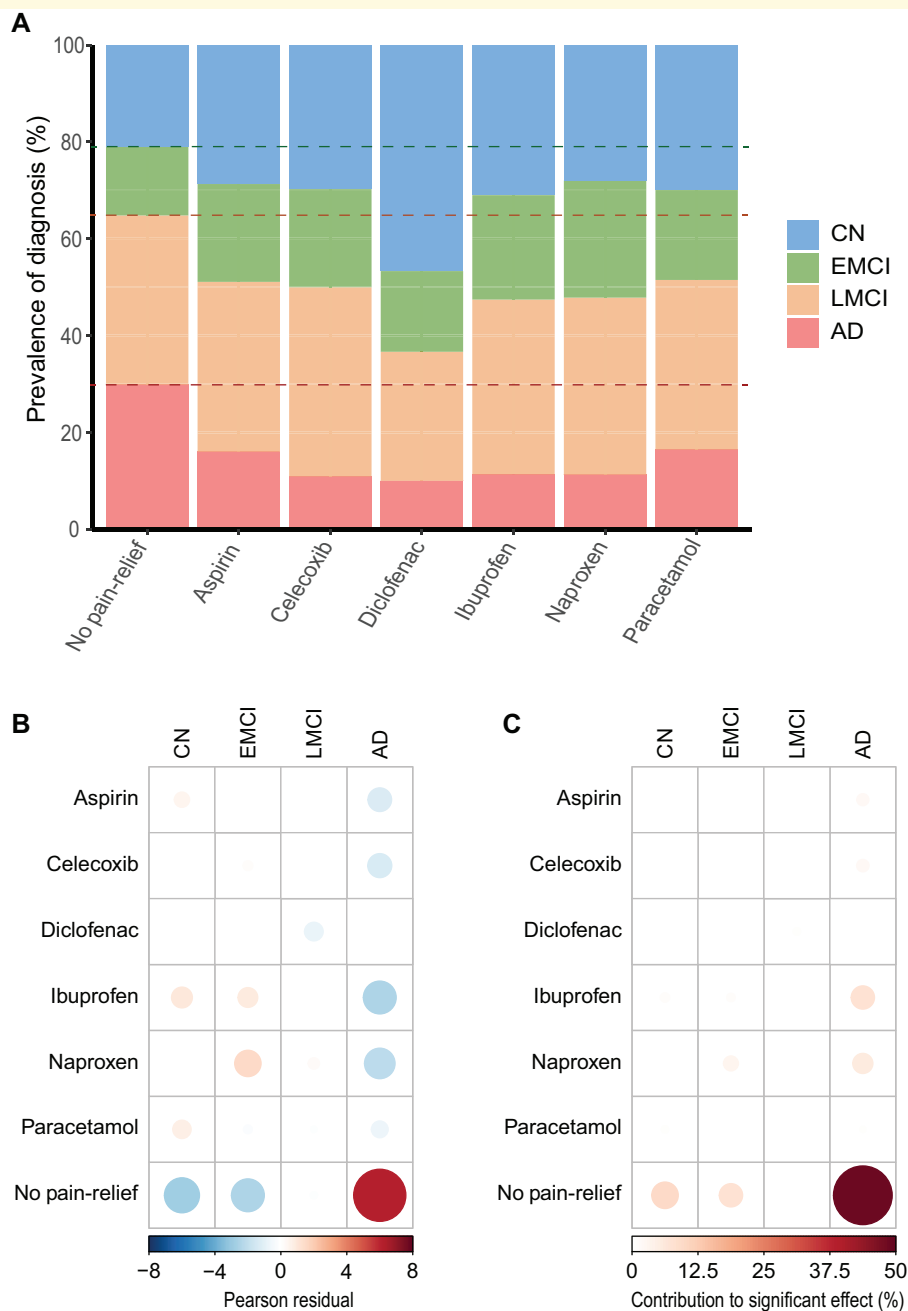 A
Prevalence of diagnosis (%)
100
80
60
40
20
0
No pain-relief
Aspirin
Celecoxib
Diclofenac
Ibuprofen
Naproxen
Paracetamol
CN
EMCI
LMCI
AD
B
CN
EMCI
LMCI
AD
Aspirin
Celecoxib
Diclofenac
Ibuprofen
Naproxen
Paracetamol
No pain-relief
−8 −4 0 4 8
Pearson residual
C
CN
EMCI
LMCI
AD
Aspirin
Celecoxib
Diclofenac
Ibuprofen
Naproxen
Paracetamol
No pain-relief
0 12.5 25 37.5 50
Contribution to significant effect (%)